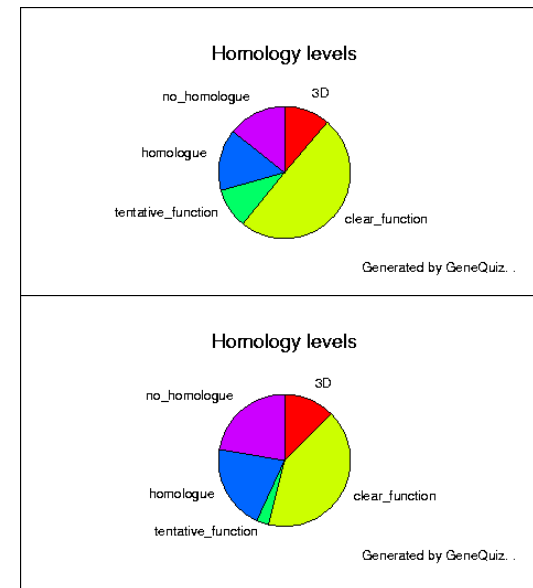 Homology levels
3D
no_homologue
homologue
tentative_function
clear_function
Generated by GeneQuiz. .
Homology levels
3D
no_homologue
homologue
clear_function
tentative_function
Generated by GeneQuiz. .